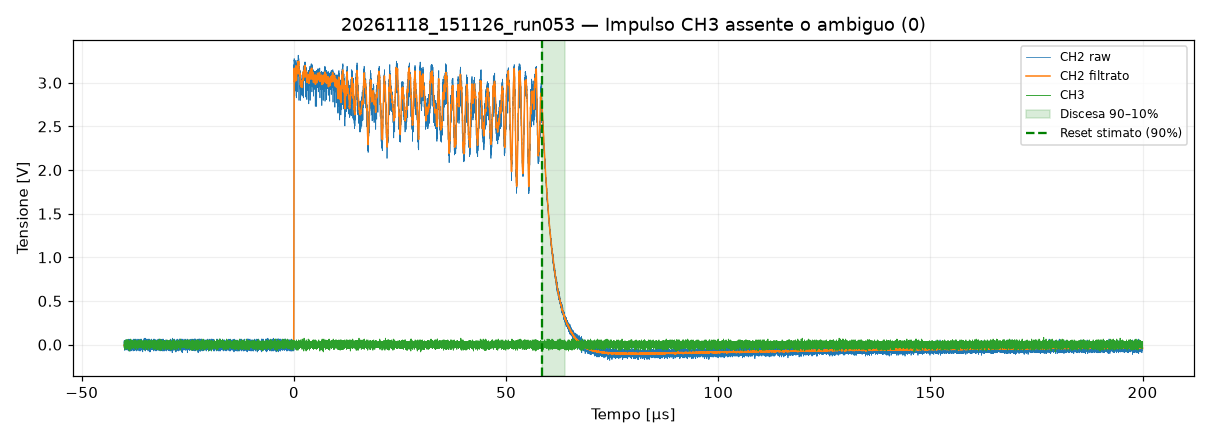 20261118_151126_run053 — Impulso CH3 assente o ambiguo (0)
CH2 raw
CH2 filtrato
CH3
Discesa 90–10%
Reset stimato (90%)
Tensione [V]
3.0
2.5
2.0
1.5
1.0
0.5
0.0
−50
0
50
100
150
200
Tempo [µs]